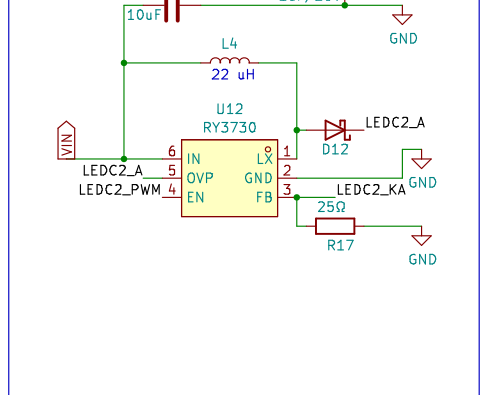 10uF
GND
L4
22 uH
U12
RY3730
LEDC2_A
D12
VIN
6 IN LX 1
LEDC2_A 5 OVP GND 2
GND
LEDC2_PWM 4 EN FB 3 LEDC2_KA
25Ω
R17
GND